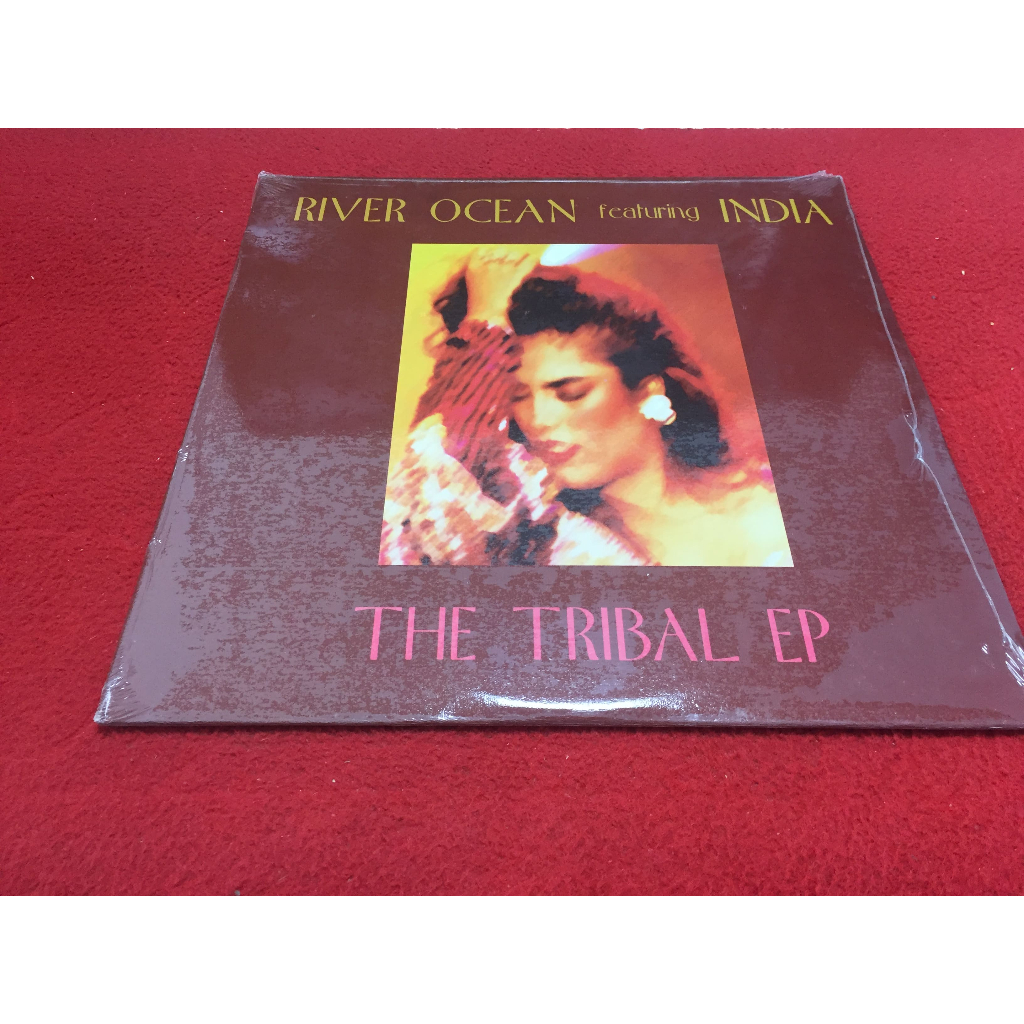 RIVER OCEAN featuring INDIA
THE TRIBAL EP